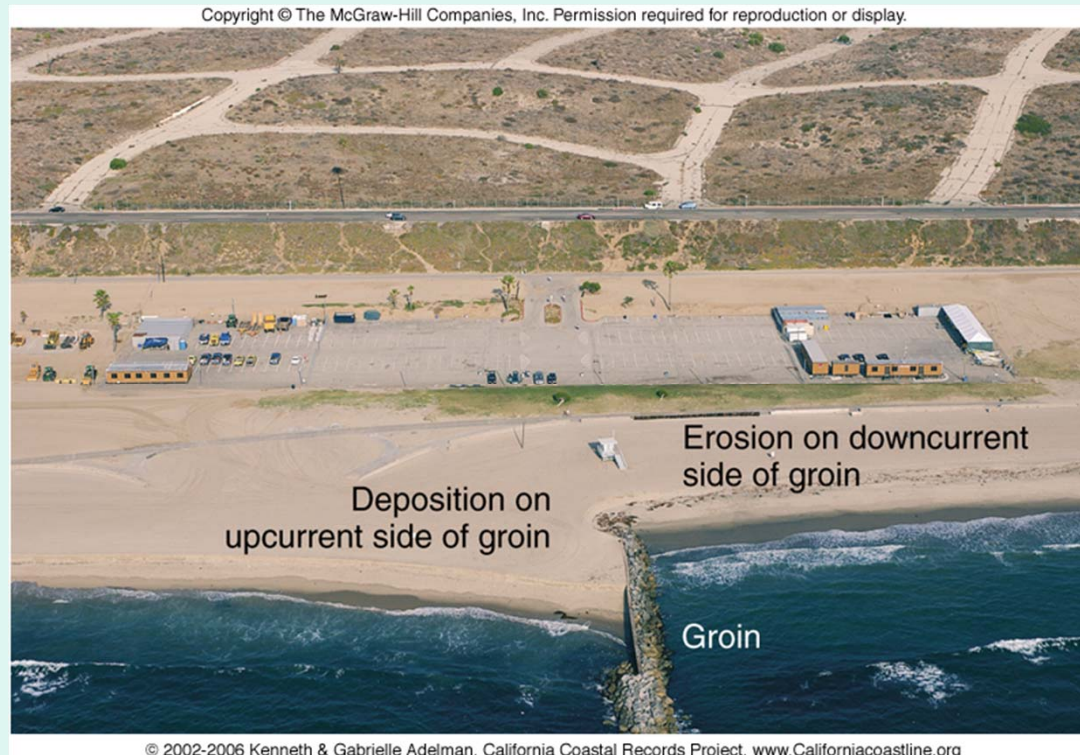 Copyright © The McGraw-Hill Companies, Inc. Permission required for reproduction or display.
Erosion on downcurrent
side of groin
Deposition on
upcurrent side of groin
Groin
© 2002-2006 Kenneth & Gabrielle Adelman, California Coastal Records Project, www.Californiacoastline.org